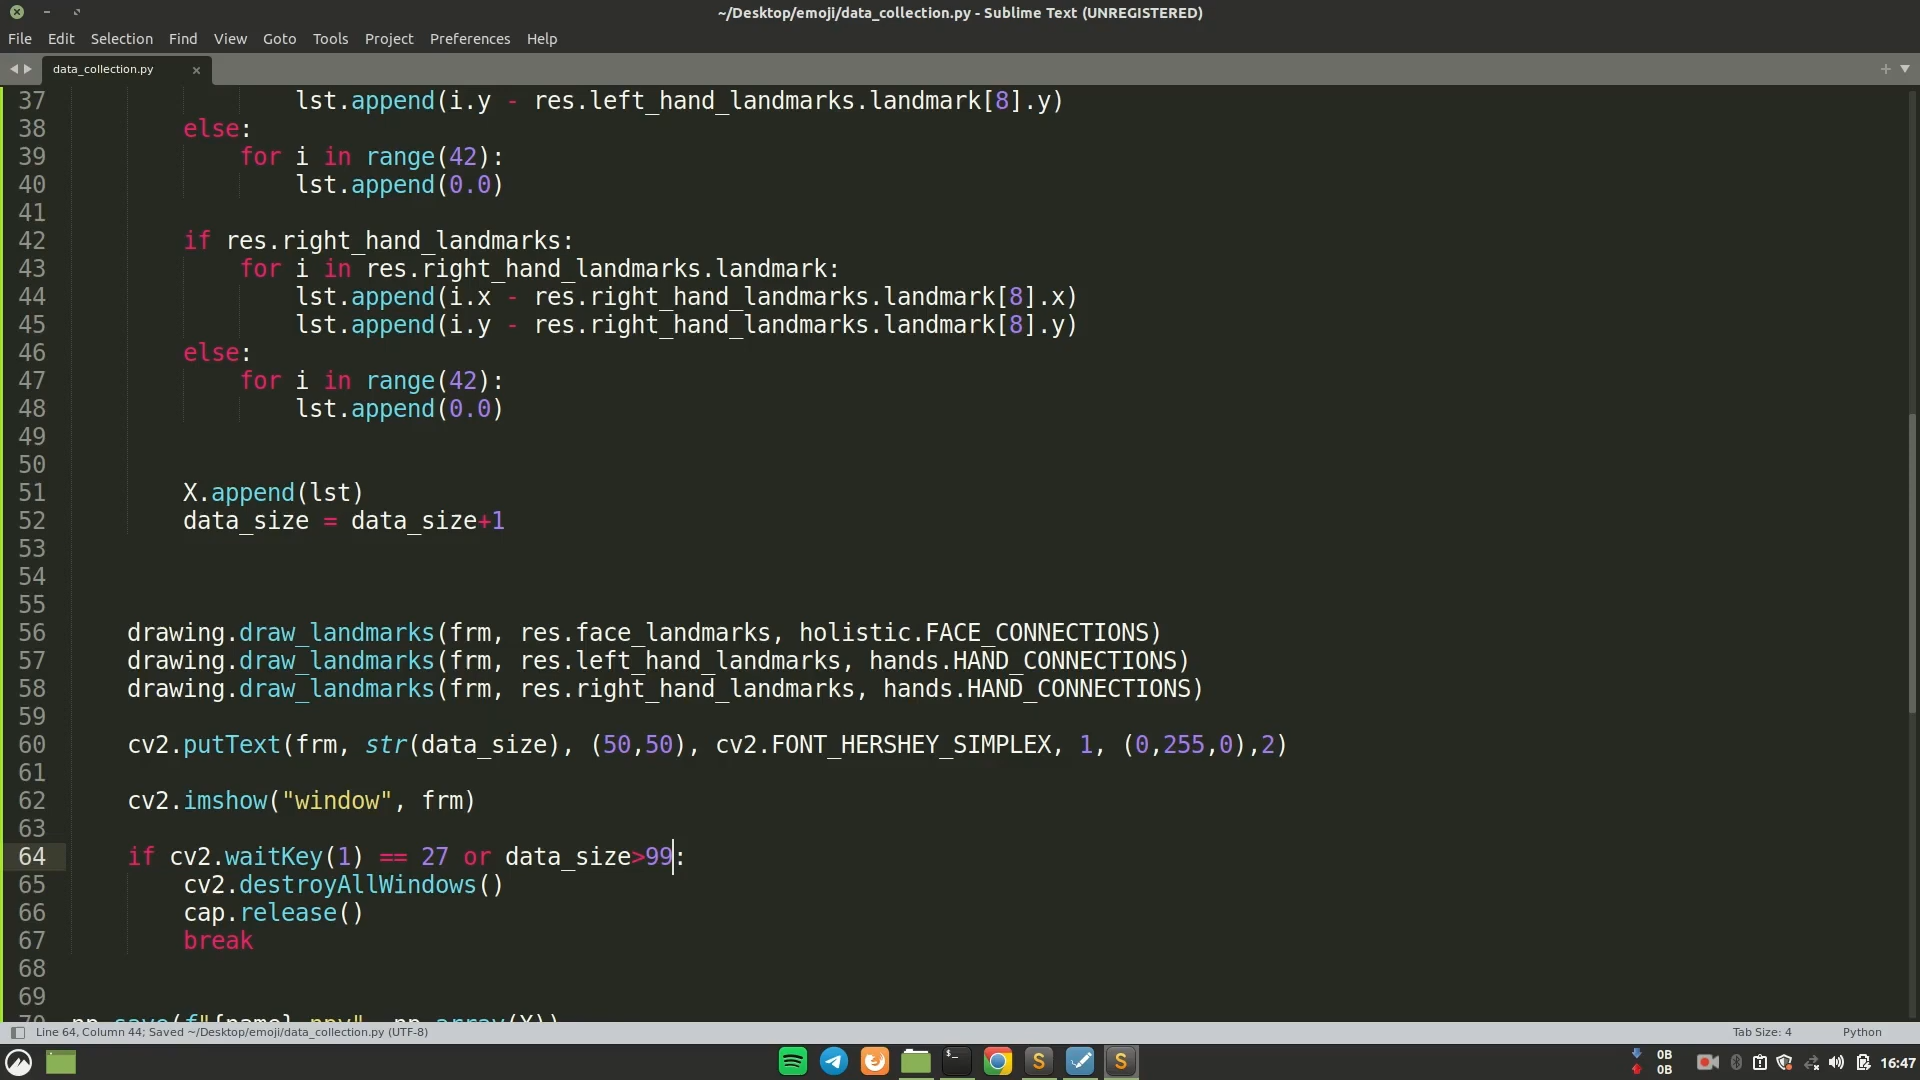 ~/Desktop/emoji/data_collection.py - Sublime Text (UNREGISTERED)
File Edit Selection Find View Goto Tools Project Preferences Help
data_collection.py
37 lst.append(i.y - res.left_hand_landmarks.landmark[8].y)
38 else:
39 for i in range(42):
40 lst.append(0.0)
41
42 if res.right_hand_landmarks:
43 for i in res.right_hand_landmarks.landmark:
44 lst.append(i.x - res.right_hand_landmarks.landmark[8].x)
45 lst.append(i.y - res.right_hand_landmarks.landmark[8].y)
46 else:
47 for i in range(42):
48 lst.append(0.0)
49
50
51 X.append(lst)
52 data_size = data_size+1
53
54
55
56 drawing.draw_landmarks(frm, res.face_landmarks, holistic.FACE_CONNECTIONS)
57 drawing.draw_landmarks(frm, res.left_hand_landmarks, hands.HAND_CONNECTIONS)
58 drawing.draw_landmarks(frm, res.right_hand_landmarks, hands.HAND_CONNECTIONS)
59
60 cv2.putText(frm, str(data_size), (50,50), cv2.FONT_HERSHEY_SIMPLEX, 1, (0,255,0),2)
61
62 cv2.imshow("window", frm)
63
64 if cv2.waitKey(1) == 27 or data_size>99:
65 cv2.destroyAllWindows()
66 cap.release()
67 break
68
69
70 np.save(f"{name}.npy", np.array(X))
Line 64, Column 44; Saved ~/Desktop/emoji/data_collection.py (UTF-8) Tab Size: 4 Python
0B
0B
16:47